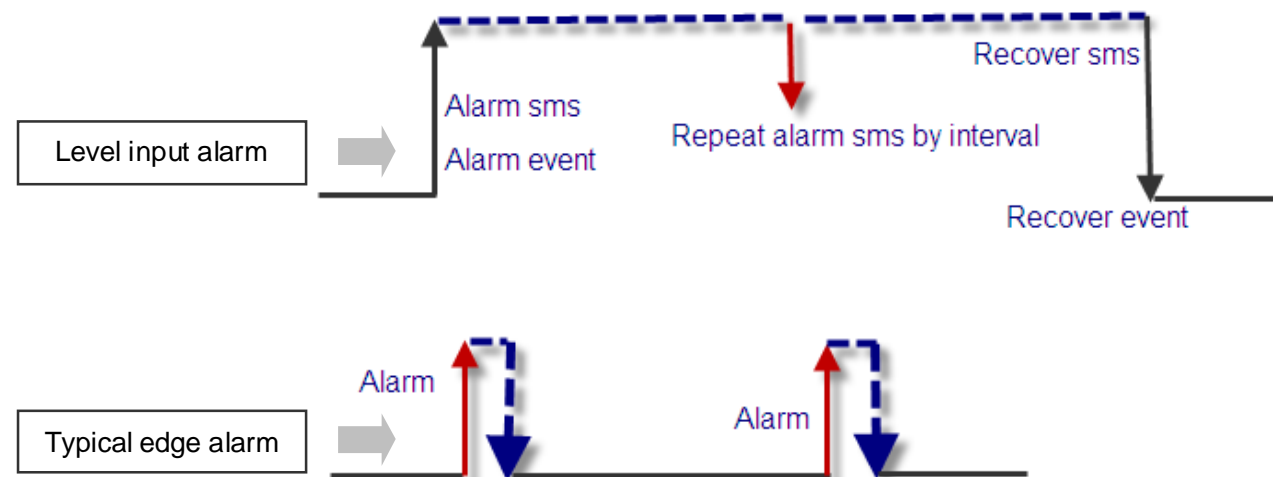 Recover sms
Alarm sms
Repeat alarm sms by interval
Level input alarm
Alarm event
Recover event
Alarm
Alarm
Typical edge alarm